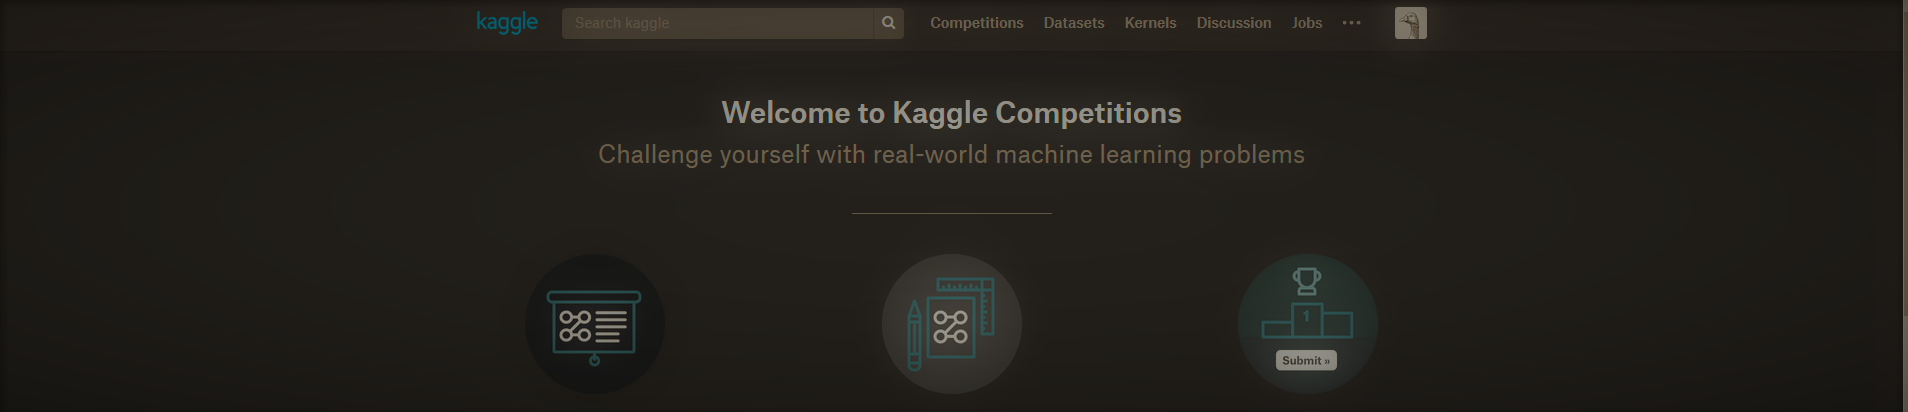 kaggle Search kaggle Competitions Datasets Kernels Discussion Jobs •••
Welcome to Kaggle Competitions
Challenge yourself with real-world machine learning problems
1
Submit »